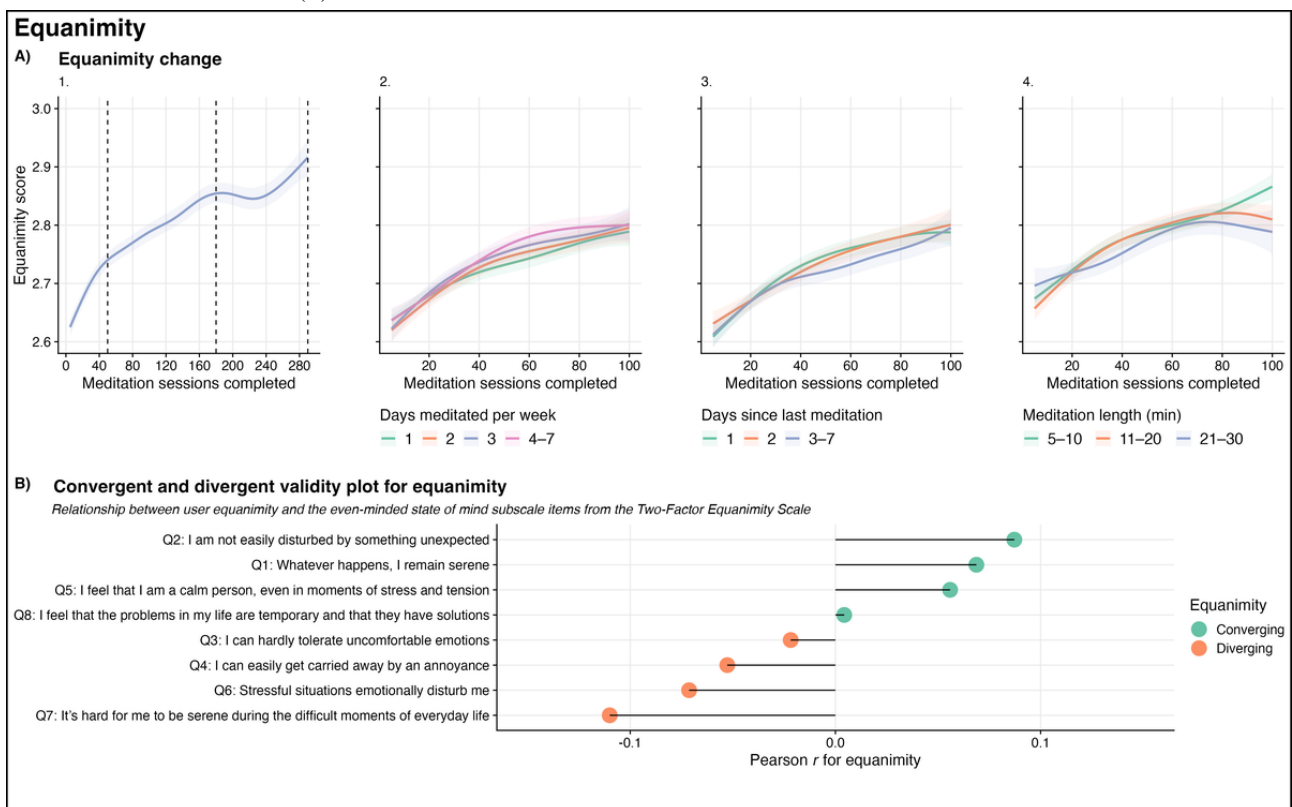 Equanimity
A) Equanimity change
1.
2.
3.
4.
3.0
2.9
2.8
2.7
2.6
Equanimity score
0 40 80 120 160 200 240 280
20 40 60 80 100
20 40 60 80 100
20 40 60 80 100
Meditation sessions completed
Meditation sessions completed
Meditation sessions completed
Meditation sessions completed
Days meditated per week
1 2 3 4–7
Days since last meditation
1 2 3–7
Meditation length (min)
5–10 11–20 21–30
B) Convergent and divergent validity plot for equanimity
Relationship between user equanimity and the even-minded state of mind subscale items from the Two-Factor Equanimity Scale
Q2: I am not easily disturbed by something unexpected
Q1: Whatever happens, I remain serene
Q5: I feel that I am a calm person, even in moments of stress and tension
Q8: I feel that the problems in my life are temporary and that they have solutions
Q3: I can hardly tolerate uncomfortable emotions
Q4: I can easily get carried away by an annoyance
Q6: Stressful situations emotionally disturb me
Q7: It's hard for me to be serene during the difficult moments of everyday life
-0.1 0.0 0.1
Pearson r for equanimity
Equanimity
Converging
Diverging